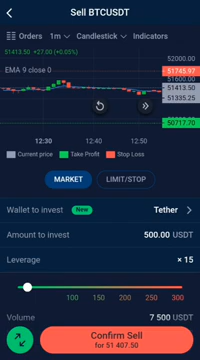 Sell BTCUSDT
Orders 1m Candlestick Indicators
51413.50 +27.00 (+0.05%)
EMA 9 close 0
52000.00
51745.97
51600.00
51413.50
51335.25
50717.70
12:30 12:40 12:50
Current price Take Profit Stop Loss
MARKET LIMIT/STOP
Wallet to invest New Tether
Amount to invest 500.00 USDT
Leverage × 15
100 150 200 250 300
Volume 7 500 USDT
Confirm Sell
for 51 407.50